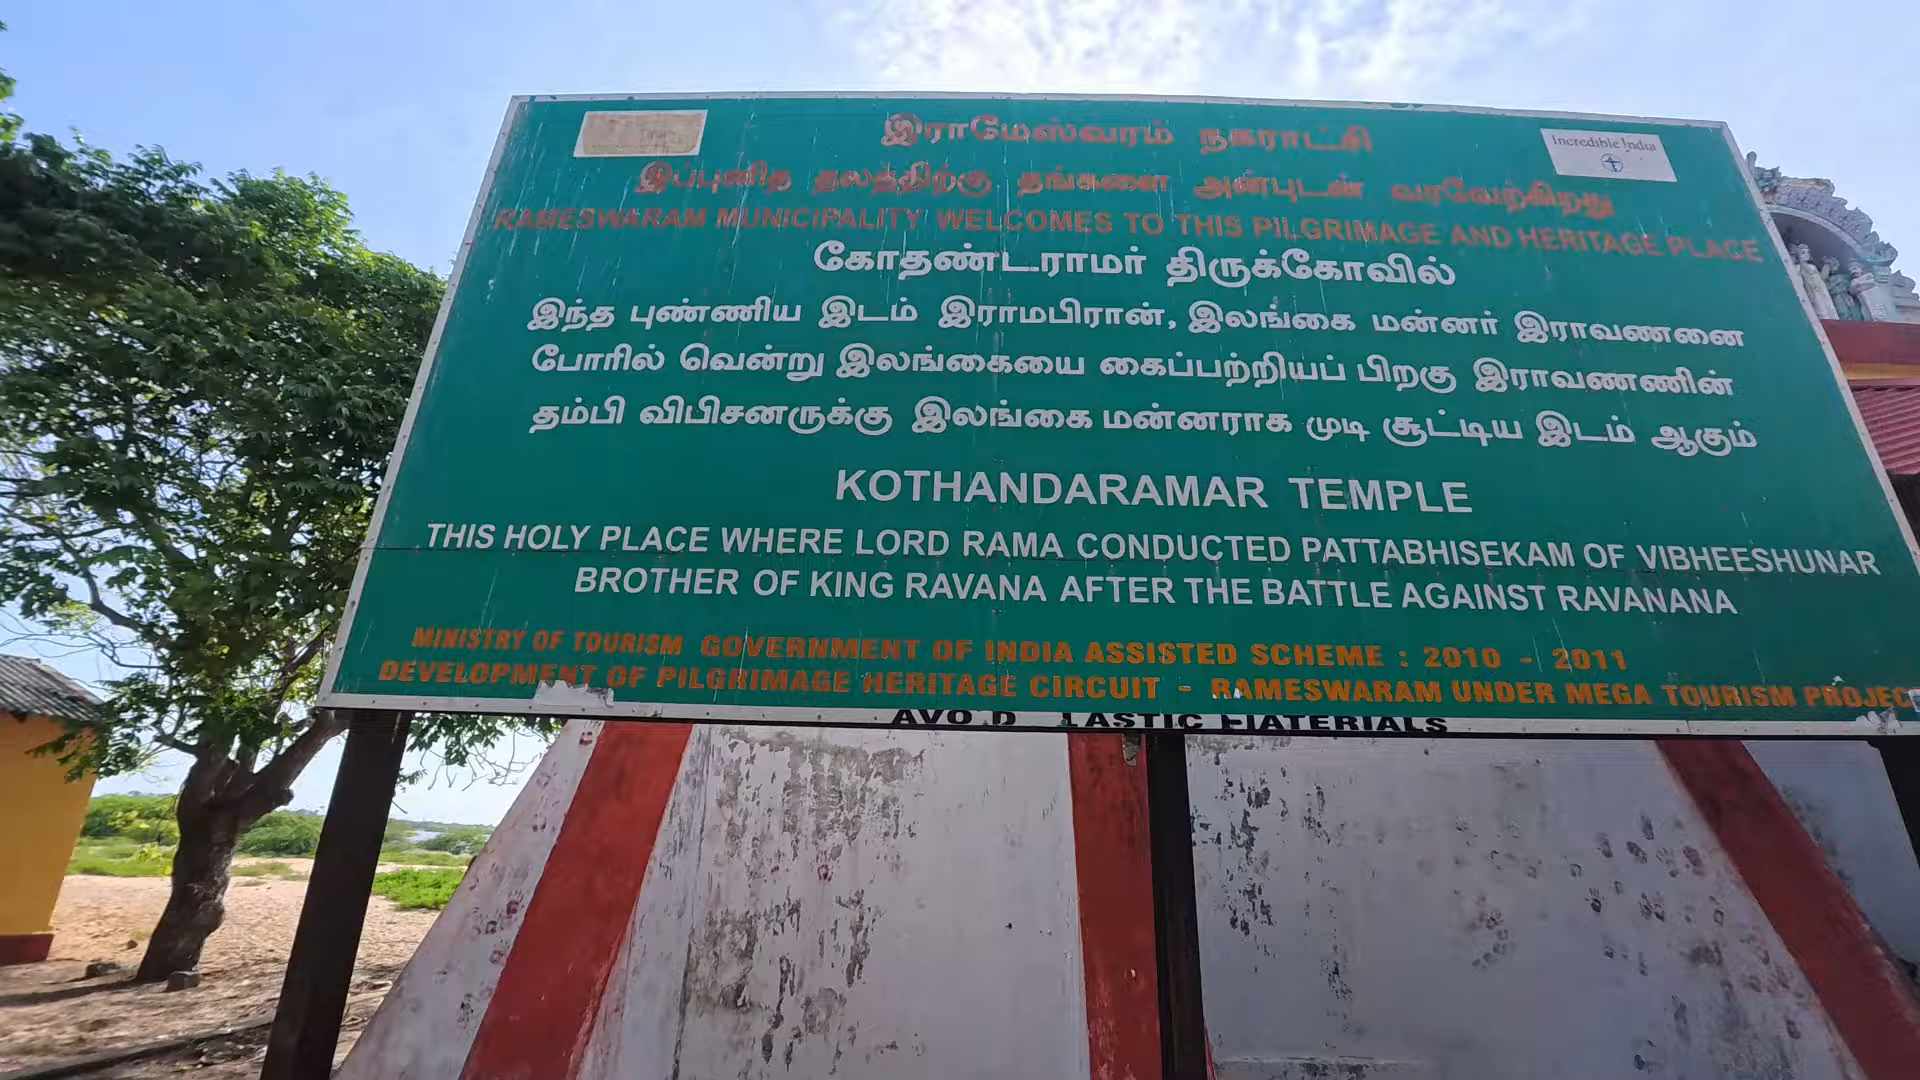 இராமேஸ்வரம் நகராட்சி
Incredible India
இப்புனித தலத்திற்கு தங்களை அன்புடன் வரவேற்கிறது
RAMESWARAM MUNICIPALITY WELCOMES TO THIS PILGRIMAGE AND HERITAGE PLACE
கோதண்டராமர் திருக்கோவில்
இந்த புண்ணிய இடம் இராமபிரான், இலங்கை மன்னர் இராவணனை
போரில் வென்று இலங்கையை கைப்பற்றியப் பிறகு இராவணணின்
தம்பி விபிசனருக்கு இலங்கை மன்னராக முடி சூட்டிய இடம் ஆகும்
KOTHANDARAMAR TEMPLE
THIS HOLY PLACE WHERE LORD RAMA CONDUCTED PATTABHISEKAM OF VIBHEESHUNAR
BROTHER OF KING RAVANA AFTER THE BATTLE AGAINST RAVANANA
MINISTRY OF TOURISM GOVERNMENT OF INDIA ASSISTED SCHEME : 2010 - 2011
DEVELOPMENT OF PILGRIMAGE HERITAGE CIRCUIT - RAMESWARAM UNDER MEGA TOURISM PROJEC
MATERIALS